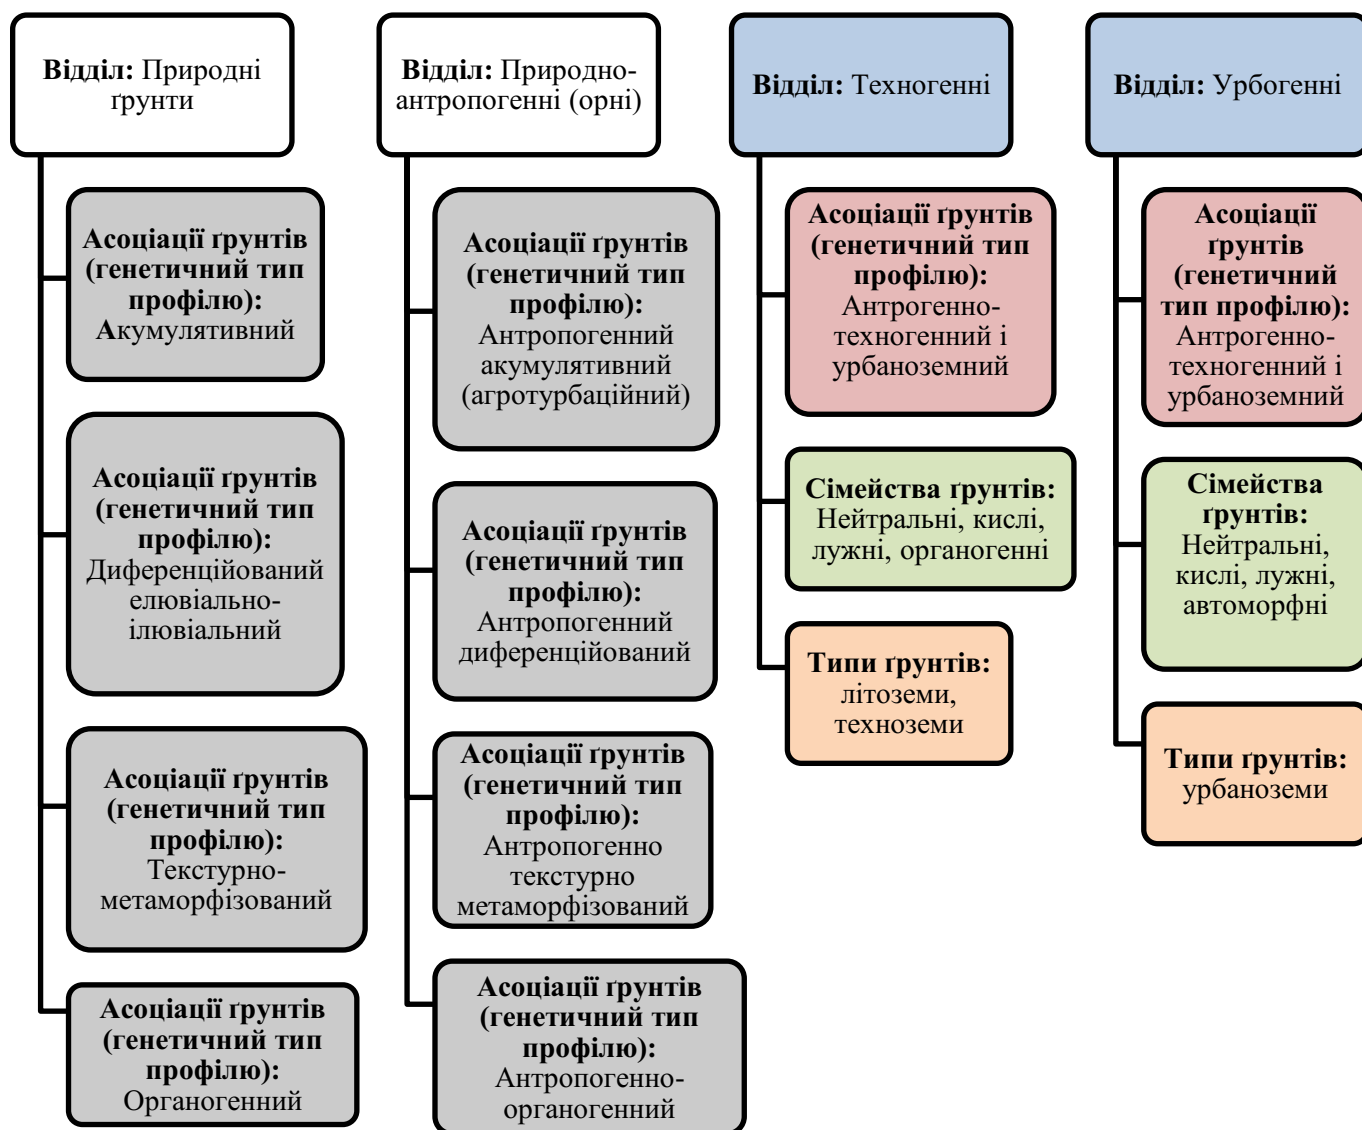 Відділ: Природні
ґрунти
Асоціації ґрунтів
(генетичний тип
профілю):
Акумулятивний
Асоціації ґрунтів
(генетичний тип
профілю):
Диференційований
елювіально-
ілювіальний
Асоціації ґрунтів
(генетичний тип
профілю):
Текстурно-
метаморфізований
Асоціації ґрунтів
(генетичний тип
профілю):
Органогенний
Відділ: Природно-
антропогенні (орні)
Асоціації ґрунтів
(генетичний тип
профілю):
Антропогенний
акумулятивний
(агротурбаційний)
Асоціації ґрунтів
(генетичний тип
профілю):
Антропогенний
диференційований
Асоціації ґрунтів
(генетичний тип
профілю):
Антропогенно
текстурно
метаморфізований
Асоціації ґрунтів
(генетичний тип
профілю):
Антропогенно-
органогенний
Відділ: Техногенні
Асоціації ґрунтів
(генетичний тип
профілю):
Антрогенно-
техногенний і
урбаноземний
Сімейства ґрунтів:
Нейтральні, кислі,
лужні, органогенні
Типи ґрунтів:
літоземи,
техноземи
Відділ: Урбогенні
Асоціації
ґрунтів
(генетичний
тип профілю):
Антрогенно-
техногенний і
урбаноземний
Сімейства
ґрунтів:
Нейтральні,
кислі, лужні,
автоморфні
Типи ґрунтів:
урбаноземи